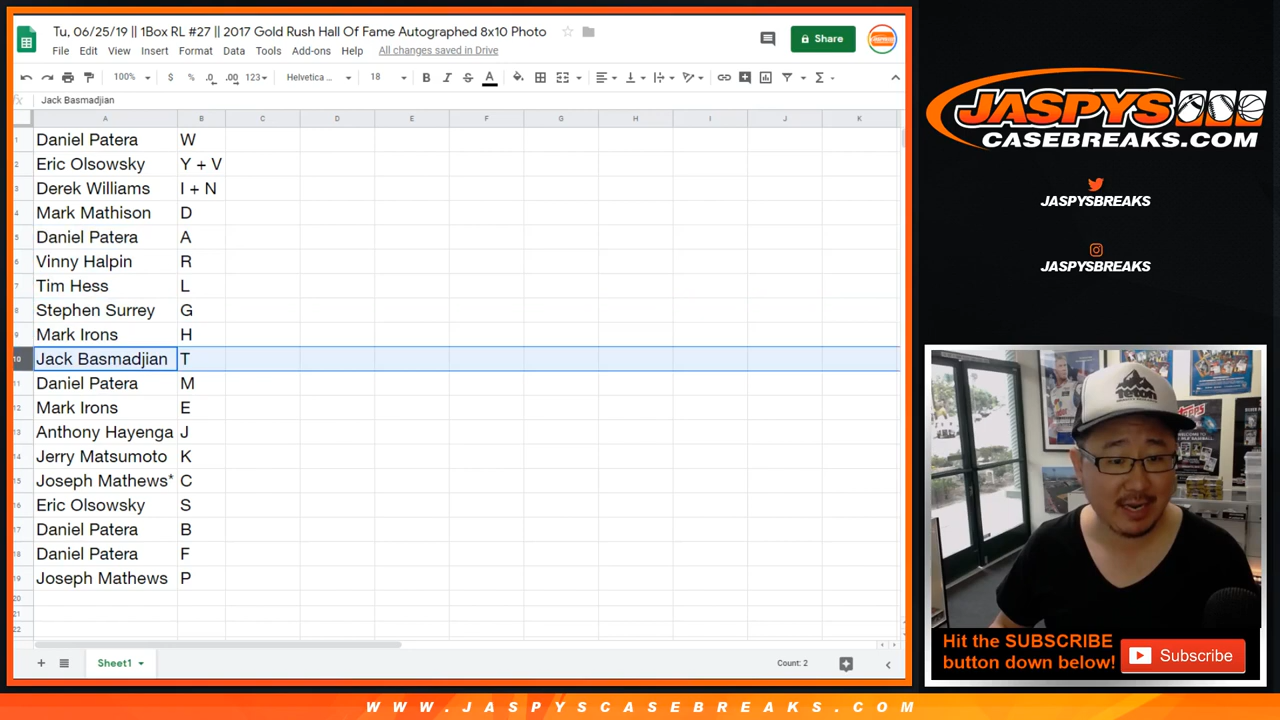 Tu, 06/25/19 || 1Box RL #27 || 2017 Gold Rush Hall Of Fame Autographed 8x10 Photo
File Edit View Insert Format Data Tools Add-ons Help All changes saved in Drive
Share
100% $ % .0 .00 123 Helvetica ... 18 B I S A
fx Jack Basmadjian
A B C D E F G H I J K
1 Daniel Patera W
2 Eric Olsowsky Y + V
3 Derek Williams I + N
4 Mark Mathison D
5 Daniel Patera A
6 Vinny Halpin R
7 Tim Hess L
8 Stephen Surrey G
9 Mark Irons H
10 Jack Basmadjian T
11 Daniel Patera M
12 Mark Irons E
13 Anthony Hayenga J
14 Jerry Matsumoto K
15 Joseph Mathews* C
16 Eric Olsowsky S
17 Daniel Patera B
18 Daniel Patera F
19 Joseph Mathews P
20
21
22
Sheet1
Count: 2
JASPYS
CASEBREAKS.COM
JASPYSBREAKS
JASPYSBREAKS
Teton
topps
Hit the SUBSCRIBE
button down below!
Subscribe
WWW.JASPYSCASEBREAKS.COM